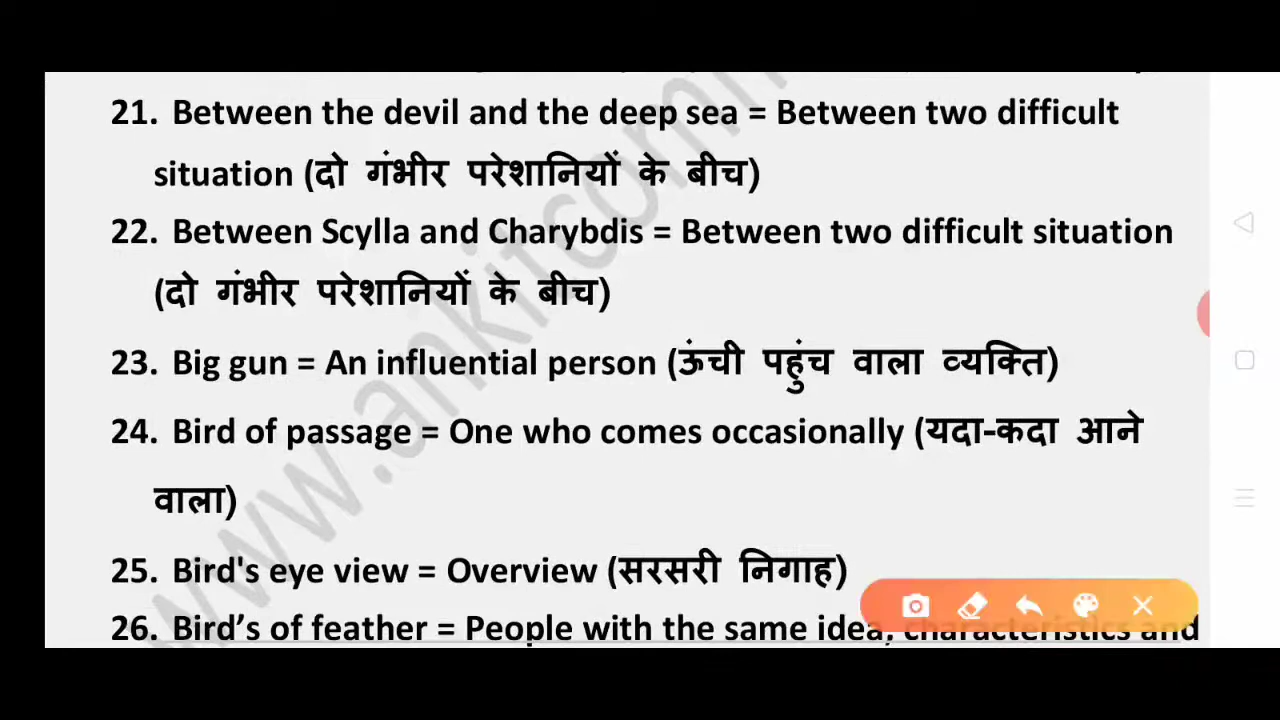 21. Between the devil and the deep sea = Between two difficult
situation (दो गंभीर परेशानियों के बीच)
22. Between Scylla and Charybdis = Between two difficult situation
(दो गंभीर परेशानियों के बीच)
23. Big gun = An influential person (ऊंची पहुंच वाला व्यक्ति)
24. Bird of passage = One who comes occasionally (यदा-कदा आने
वाला)
25. Bird's eye view = Overview (सरसरी निगाह)
26. Bird’s of feather = People with the same idea, characteristics and